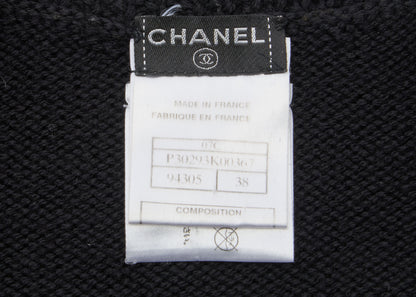 CHANEL
MADE IN FRANCE
FABRIQUE EN FRANCE
07C
P30293K00367
94305 38
COMPOSITION